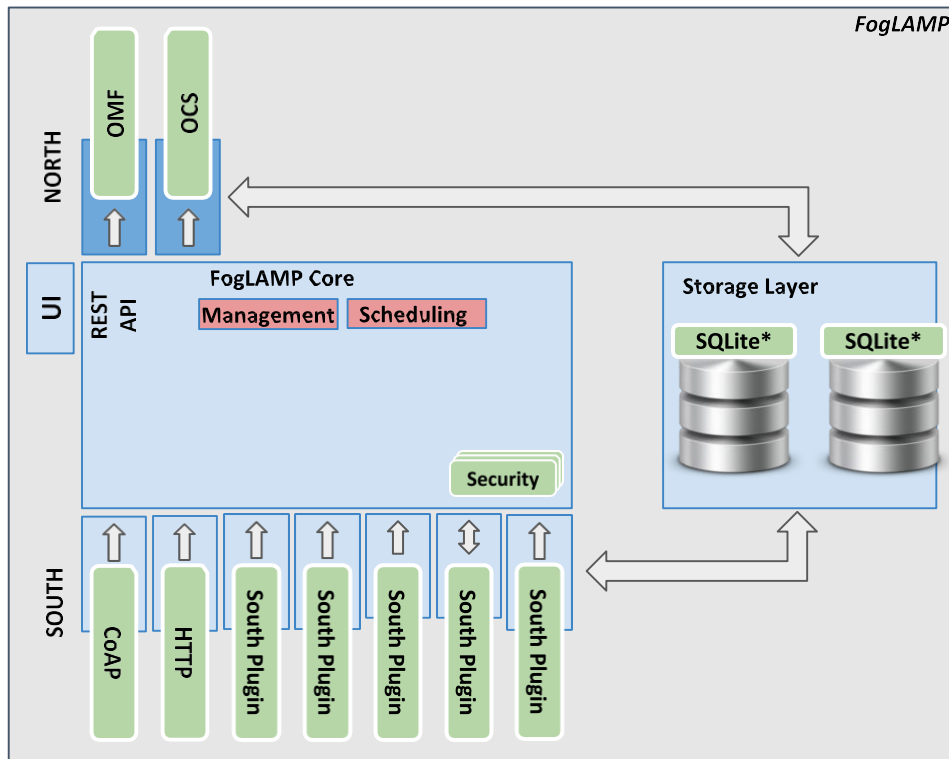 FogLAMP
NORTH
OMF
OCS
UI
REST
API
FogLAMP Core
Management
Scheduling
Security
Storage Layer
SQLite*
SQLite*
SOUTH
CoAP
HTTP
South Plugin
South Plugin
South Plugin
South Plugin
South Plugin